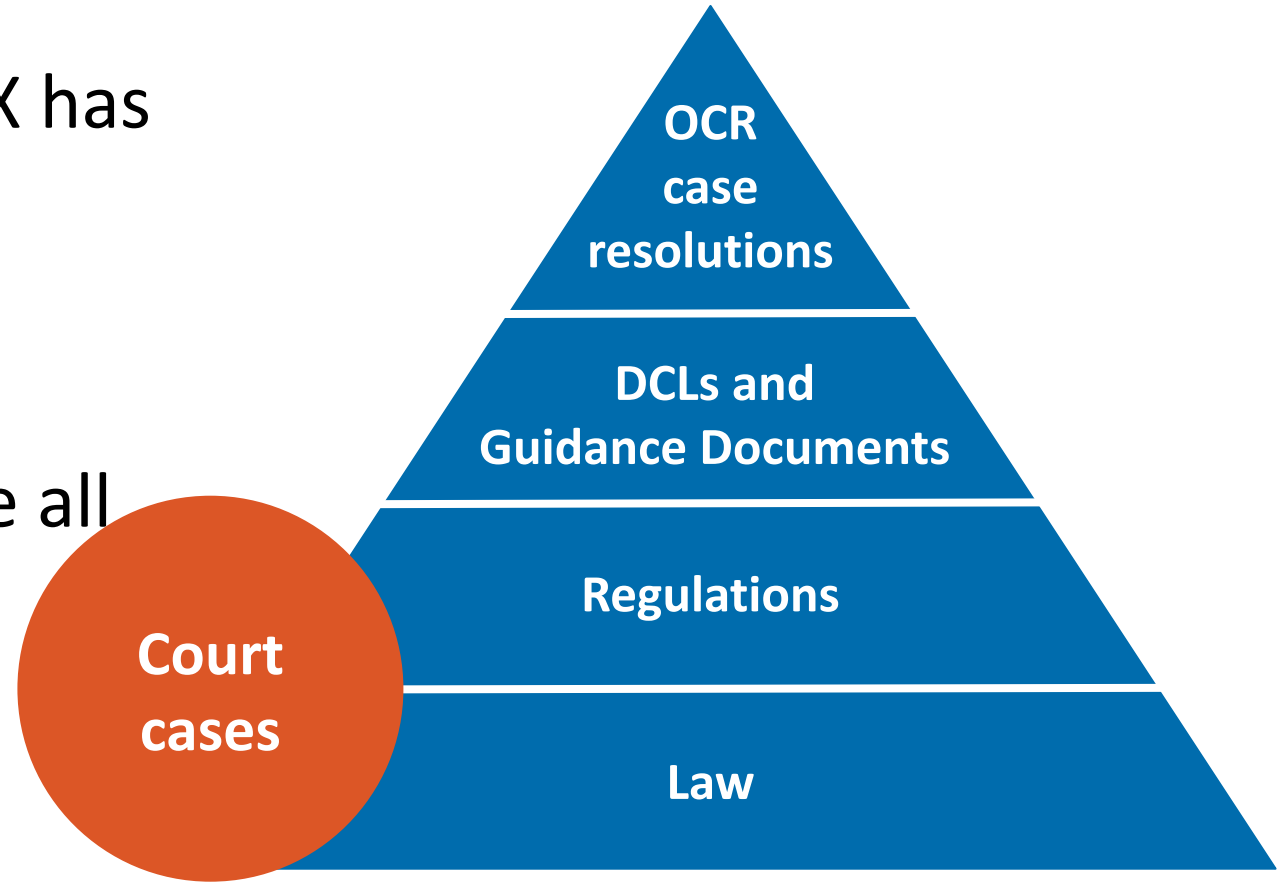 X has
e all
OCR
case
resolutions
DCLs and
Guidance Documents
Regulations
Law
Court
cases